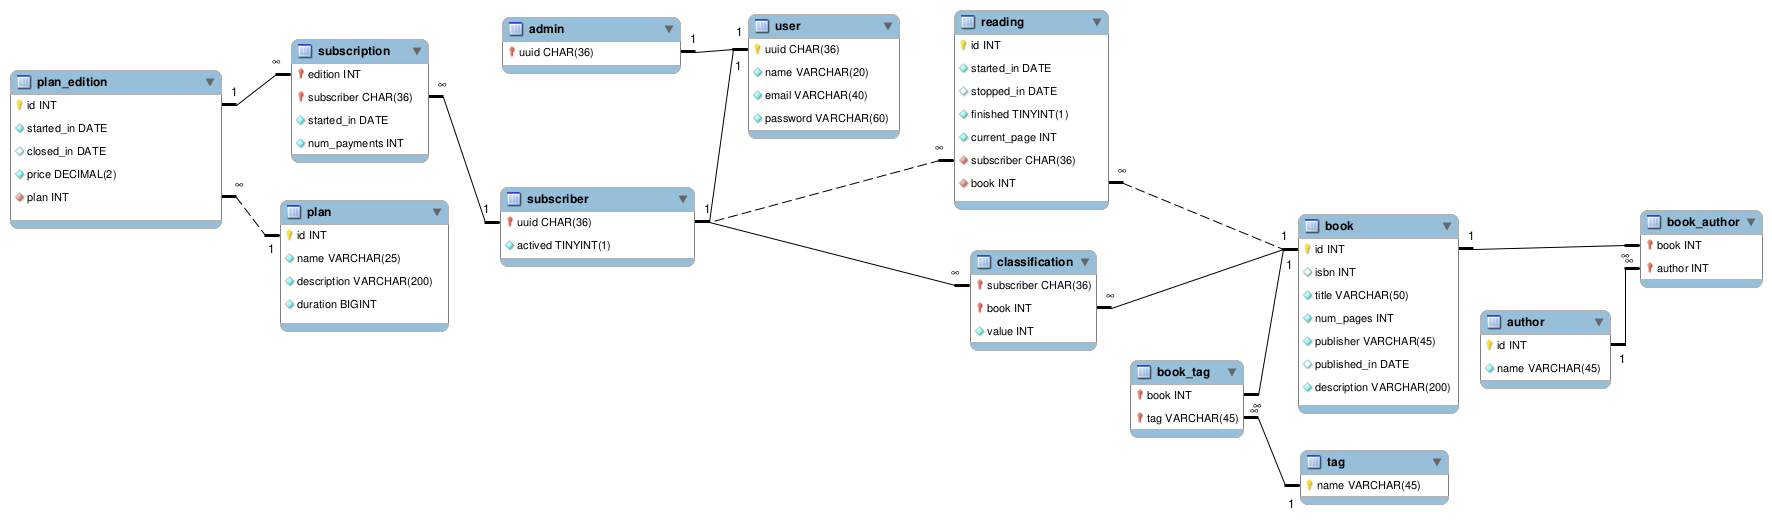 plan_edition
id INT
started_in DATE
closed_in DATE
price DECIMAL(2)
plan INT
1
∞
subscription
edition INT
subscriber CHAR(36)
started_in DATE
num_payments INT
∞
∞
1
plan
id INT
name VARCHAR(25)
description VARCHAR(200)
duration BIGINT
admin
uuid CHAR(36)
1
1
1
user
uuid CHAR(36)
name VARCHAR(20)
email VARCHAR(40)
password VARCHAR(60)
1
subscriber
uuid CHAR(36)
actived TINYINT(1)
1
reading
id INT
started_in DATE
stopped_in DATE
finished TINYINT(1)
current_page INT
subscriber CHAR(36)
book INT
∞
∞
∞
classification
subscriber CHAR(36)
book INT
value INT
∞
1
1
book
id INT
isbn INT
title VARCHAR(50)
num_pages INT
publisher VARCHAR(45)
published_in DATE
description VARCHAR(200)
1
book_author
book INT
author INT
∞
∞
author
id INT
name VARCHAR(45)
1
book_tag
book INT
tag VARCHAR(45)
∞
∞
tag
name VARCHAR(45)
1